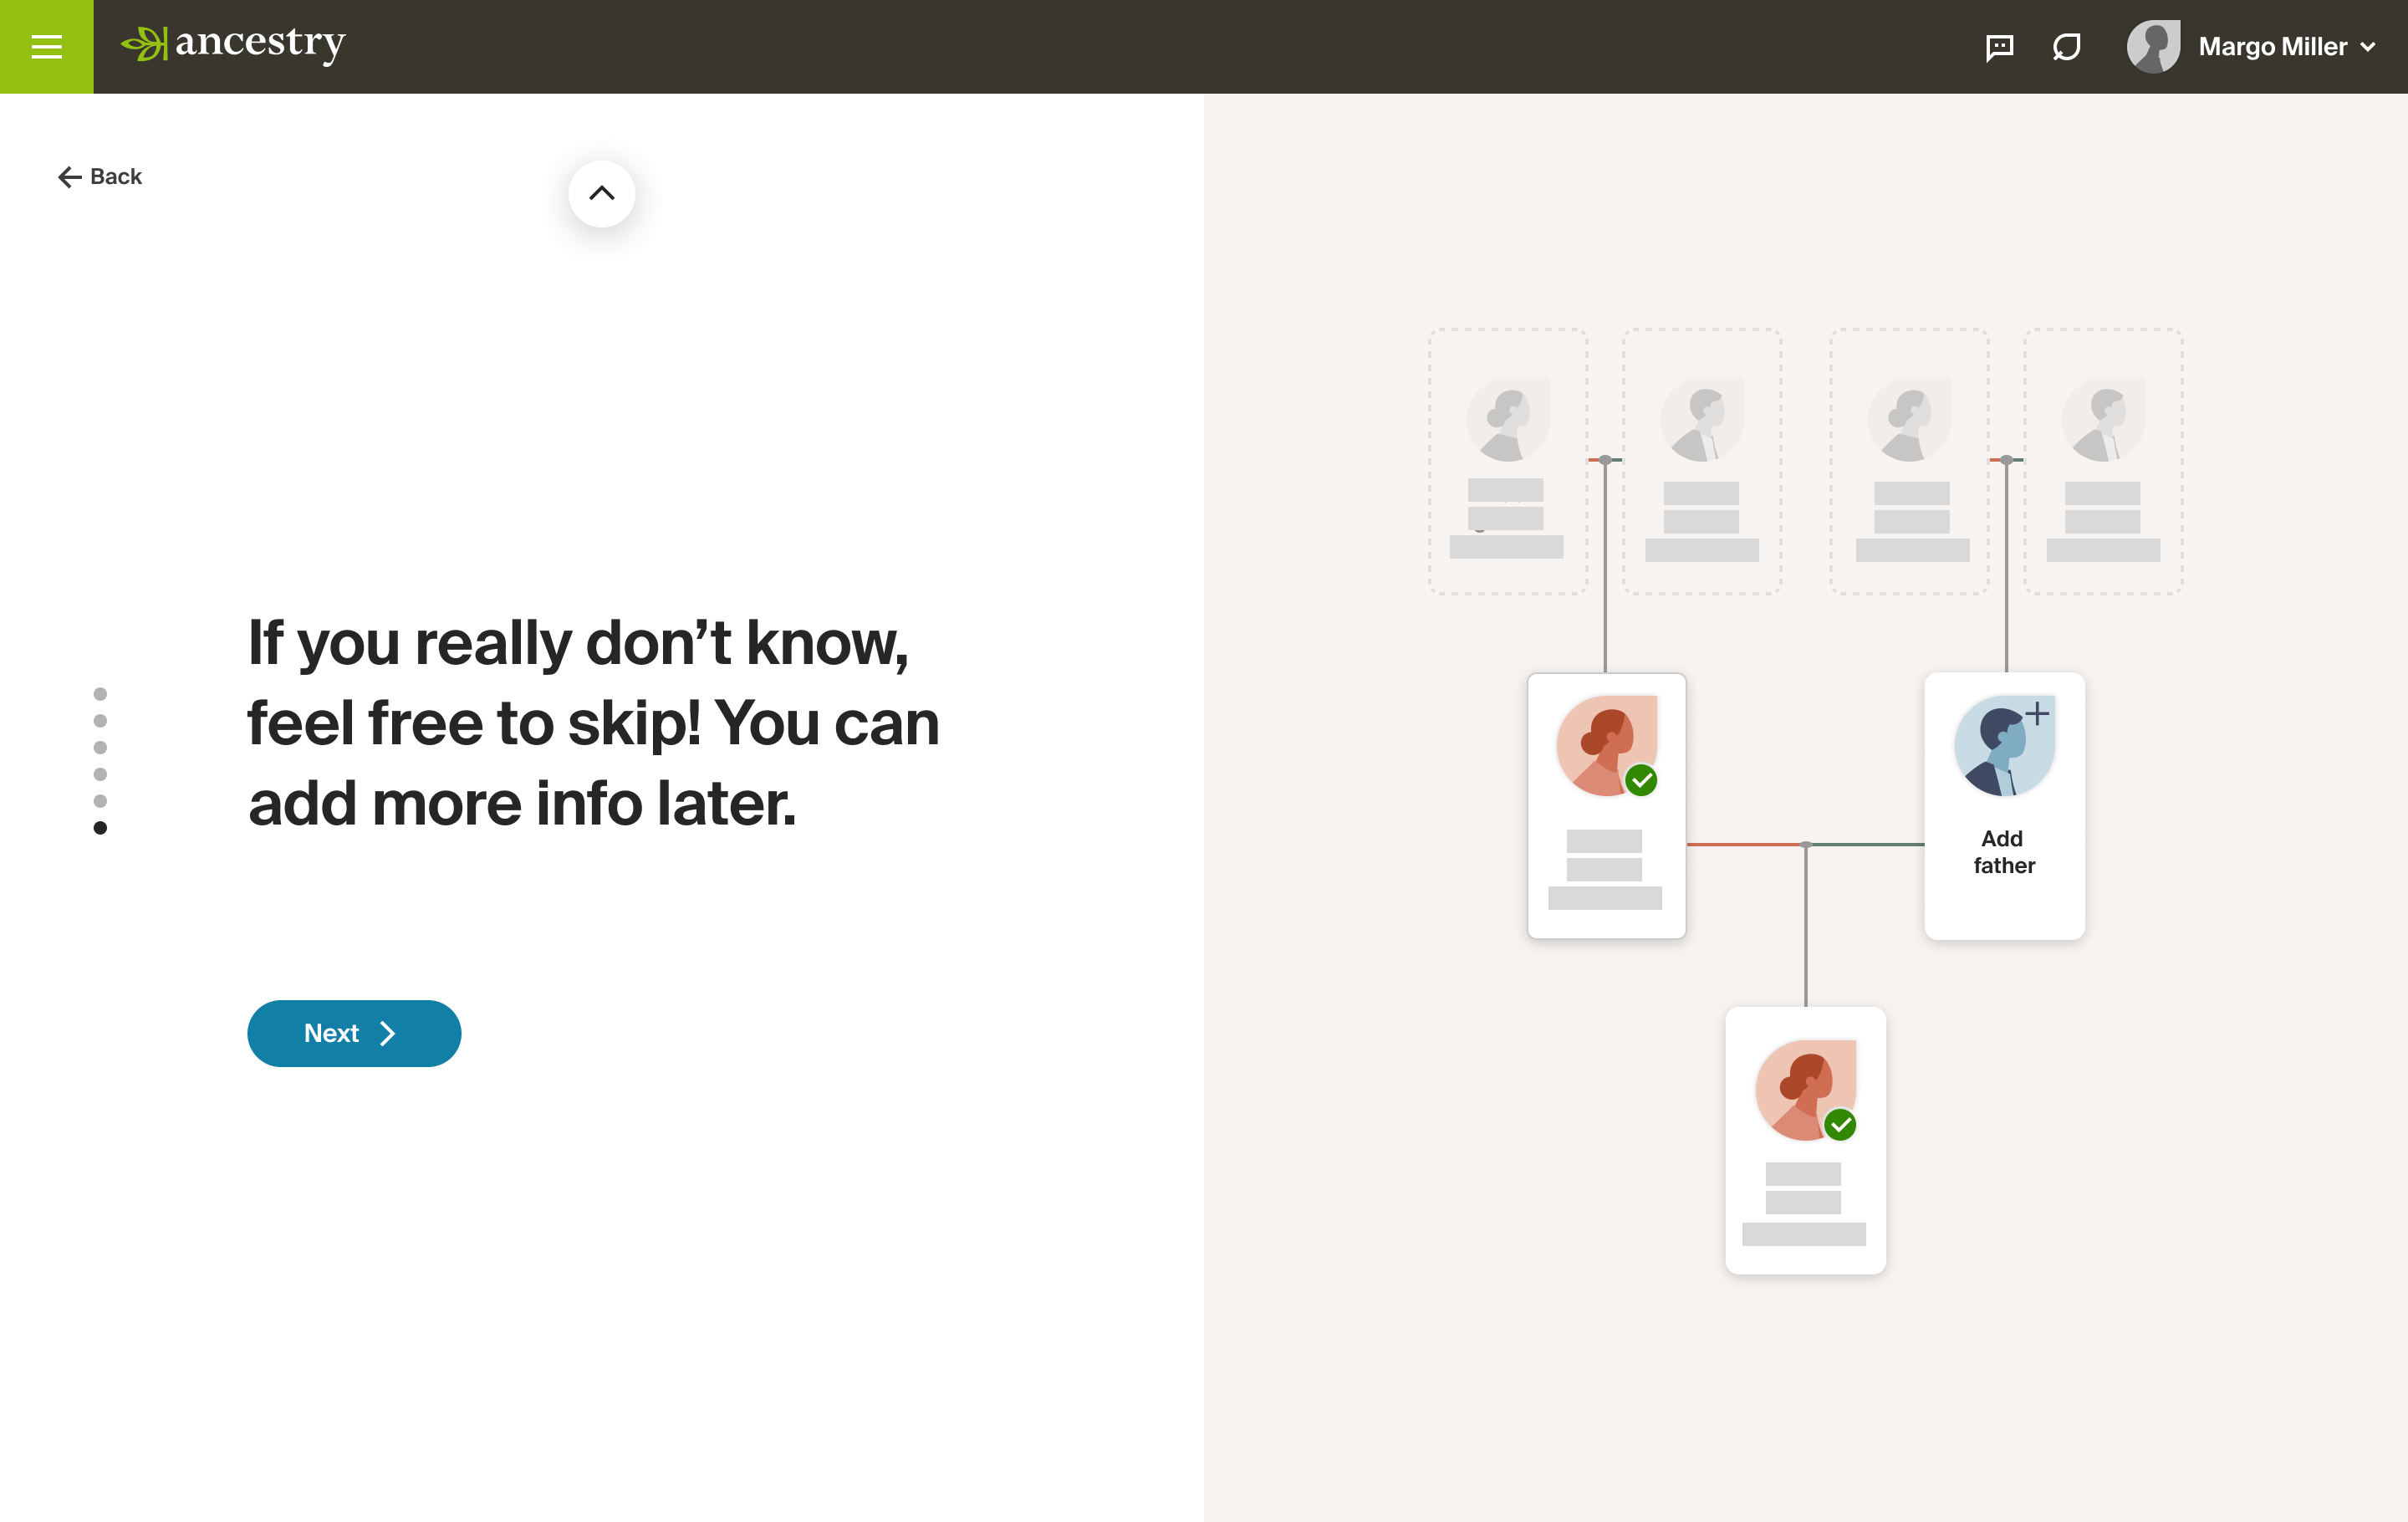 ancestry
Margo Miller
Back
If you really don’t know,
feel free to skip! You can
add more info later.
Next
Add
father